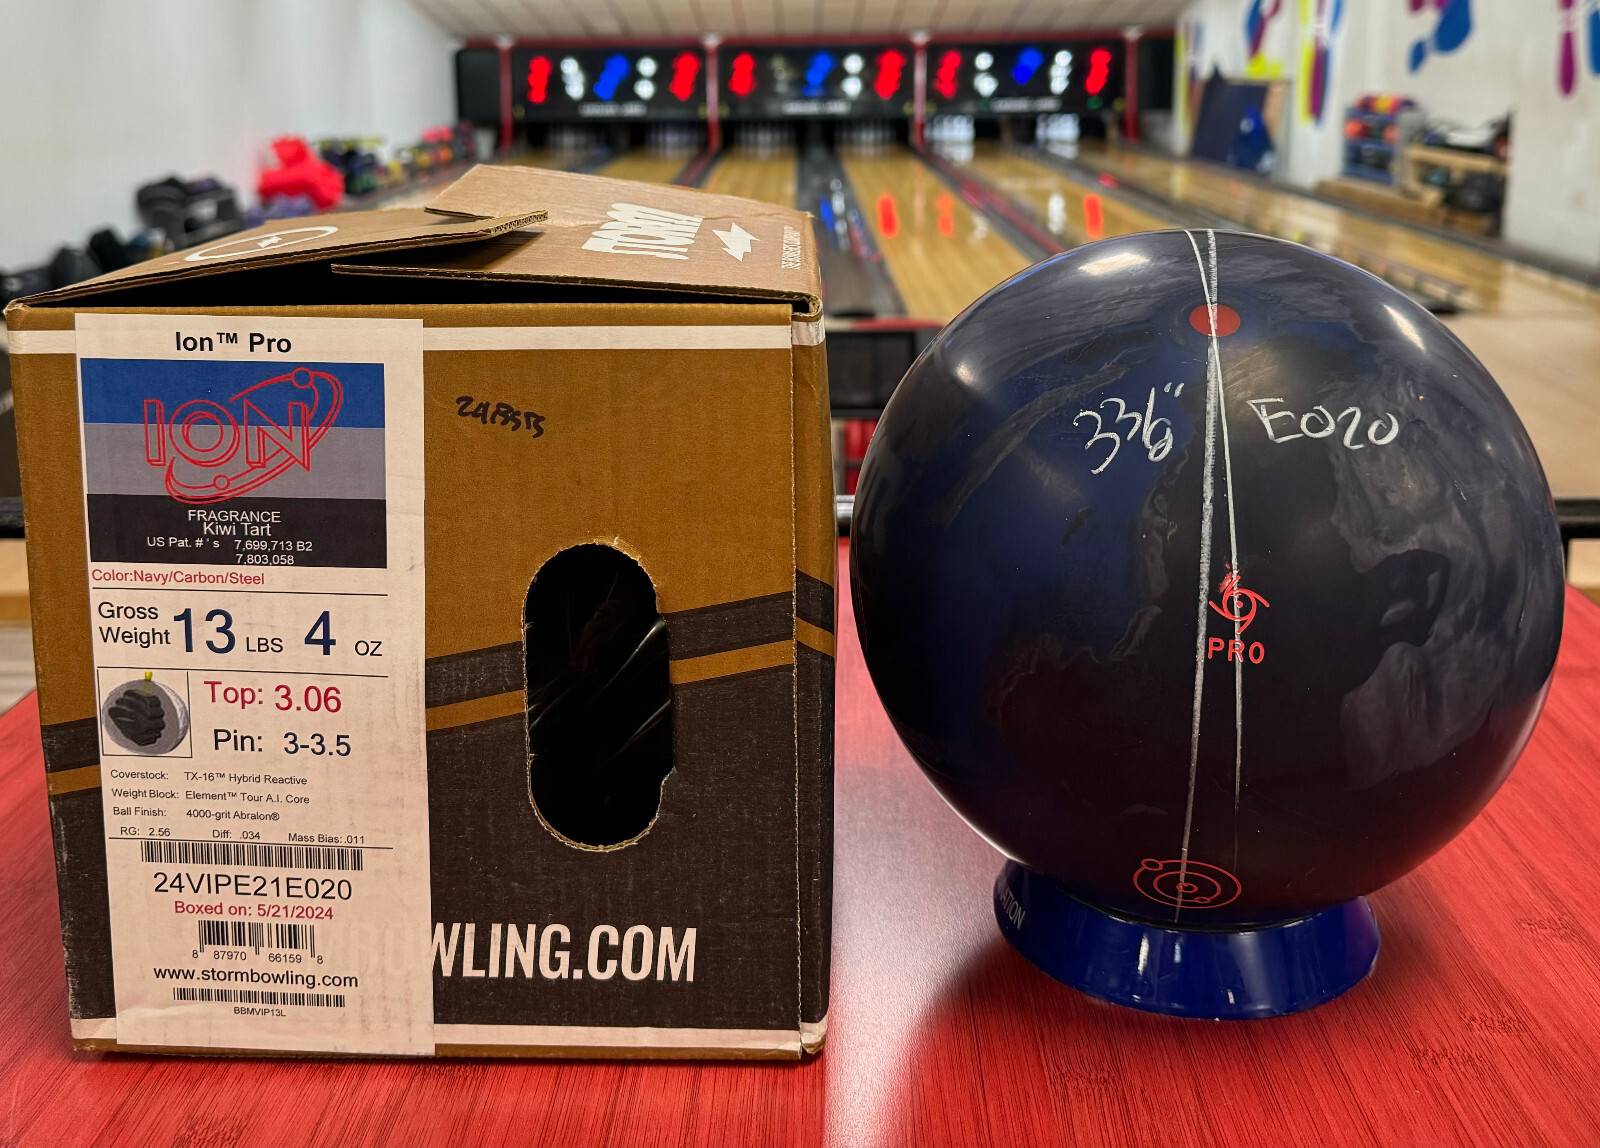 STORM
Ion™ Pro
ION
FRAGRANCE
Kiwi Tart
US Pat. #'s 7,699,713 B2
7,803,058
Color:Navy/Carbon/Steel
Gross
Weight 13 LBS 4 OZ
Top: 3.06
Pin: 3-3.5
Coverstock: TX-16™ Hybrid Reactive
Weight Block: Element™ Tour A.I. Core
Ball Finish: 4000-grit Abralon®
RG: 2.56 Diff: .034 Mass Bias: .011
24VIPE21E020
Boxed on: 5/21/2024
8 87970 66159 8
www.stormbowling.com
BBMVIP13L
WLING.COM
E020
PRO